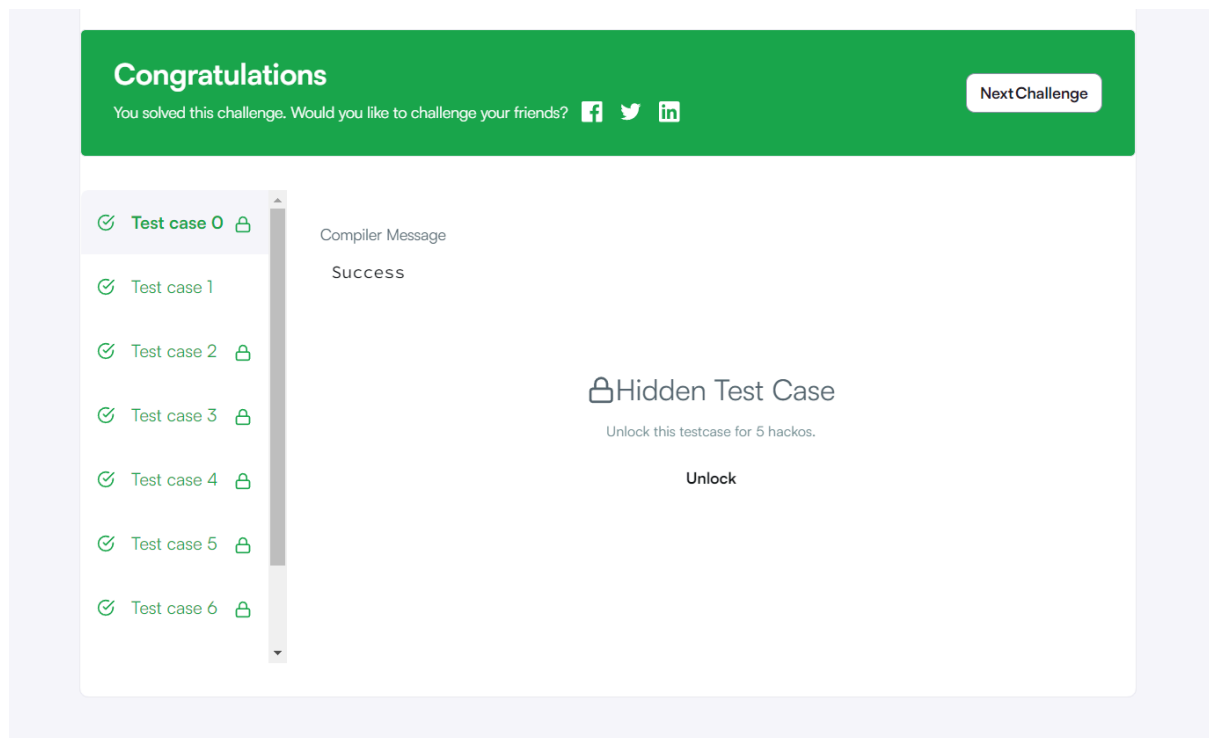 Congratulations
You solved this challenge. Would you like to challenge your friends?
Next Challenge
Test case 0
Test case 1
Test case 2
Test case 3
Test case 4
Test case 5
Test case 6
Compiler Message
Success
Hidden Test Case
Unlock this testcase for 5 hackos.
Unlock